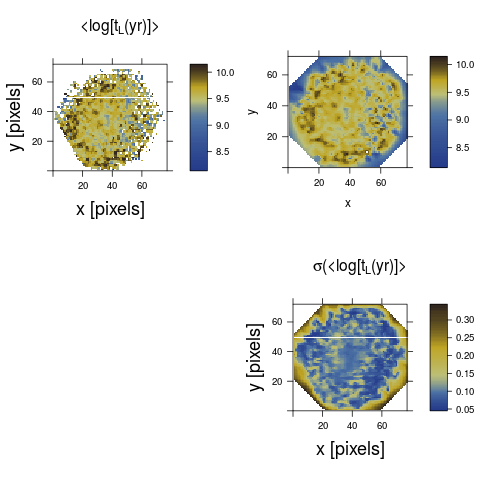 <log[t_L(yr)]>
60
40
20
20 40 60
y [pixels]
x [pixels]
10.0
9.5
9.0
8.5
60
40
20
20 40 60
y
x
10.0
9.5
9.0
8.5
σ(<log[t_L(yr)]>
60
40
20
20 40 60
y [pixels]
x [pixels]
0.30
0.25
0.20
0.15
0.10
0.05